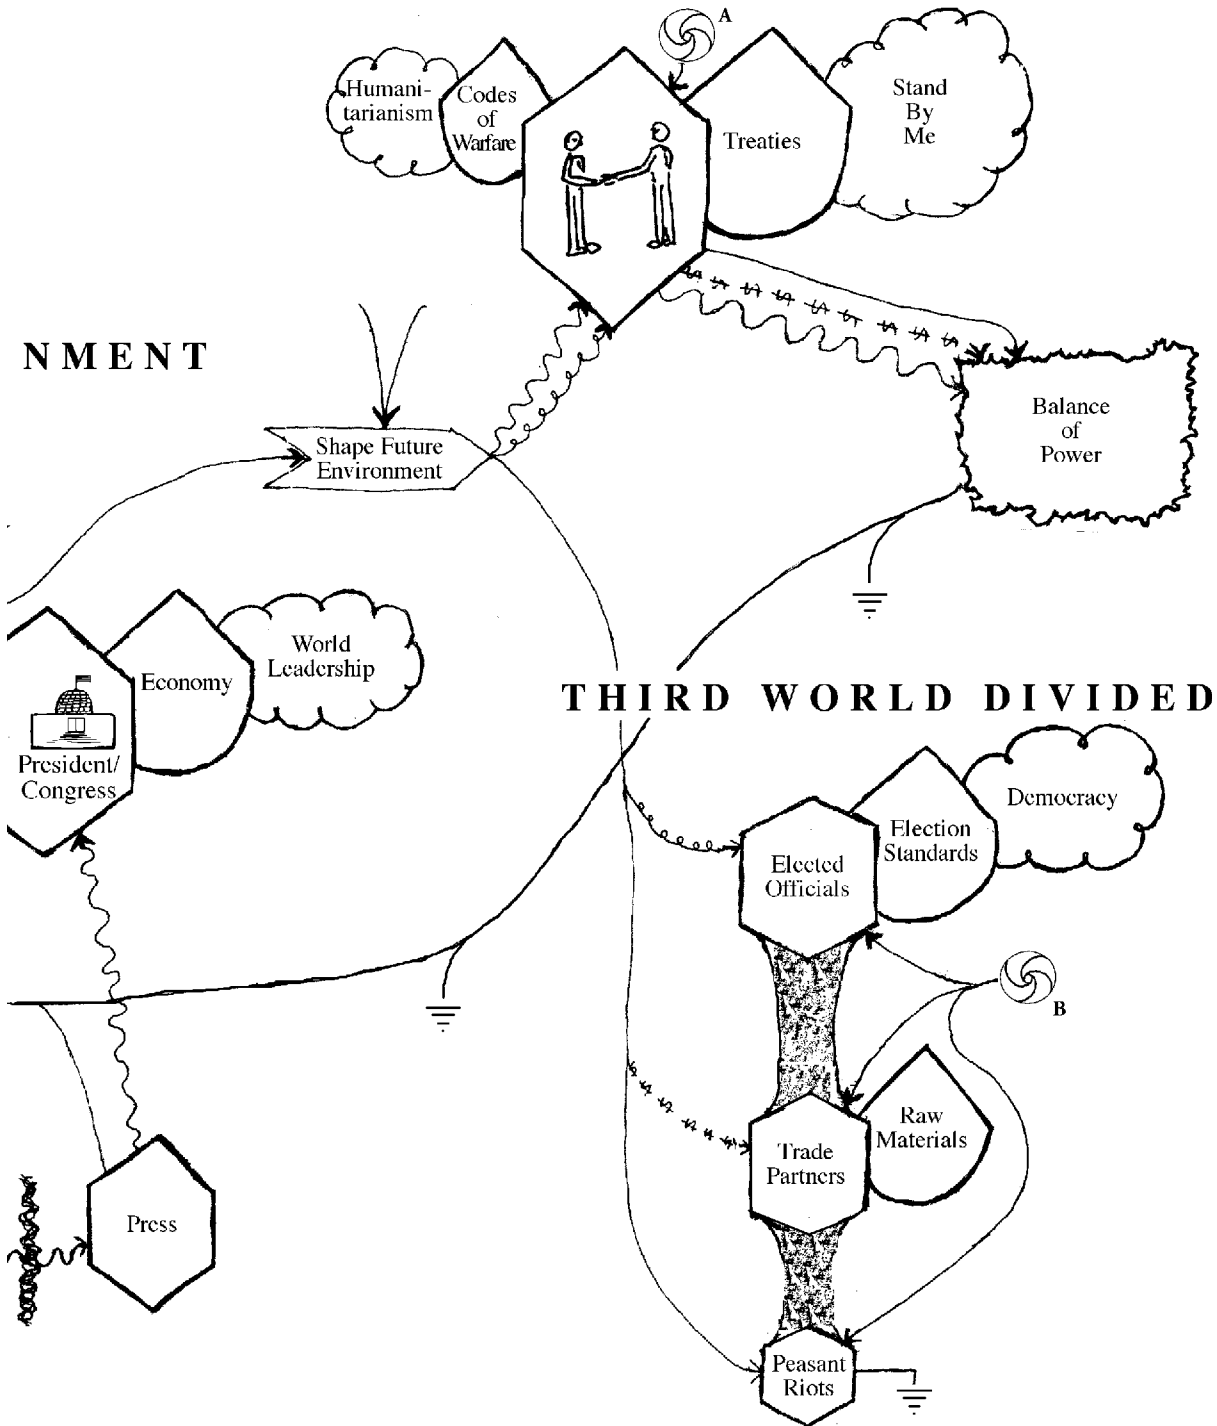 A
Humani-
tarianism
Codes
of
Warfare
Treaties
Stand
By
Me
NMENT
Shape Future
Environment
Balance
of
Power
World
Leadership
Economy
President/
Congress
THIRD WORLD DIVIDED
Democracy
Election
Standards
Elected
Officials
B
Raw
Materials
Trade
Partners
Press
Peasant
Riots